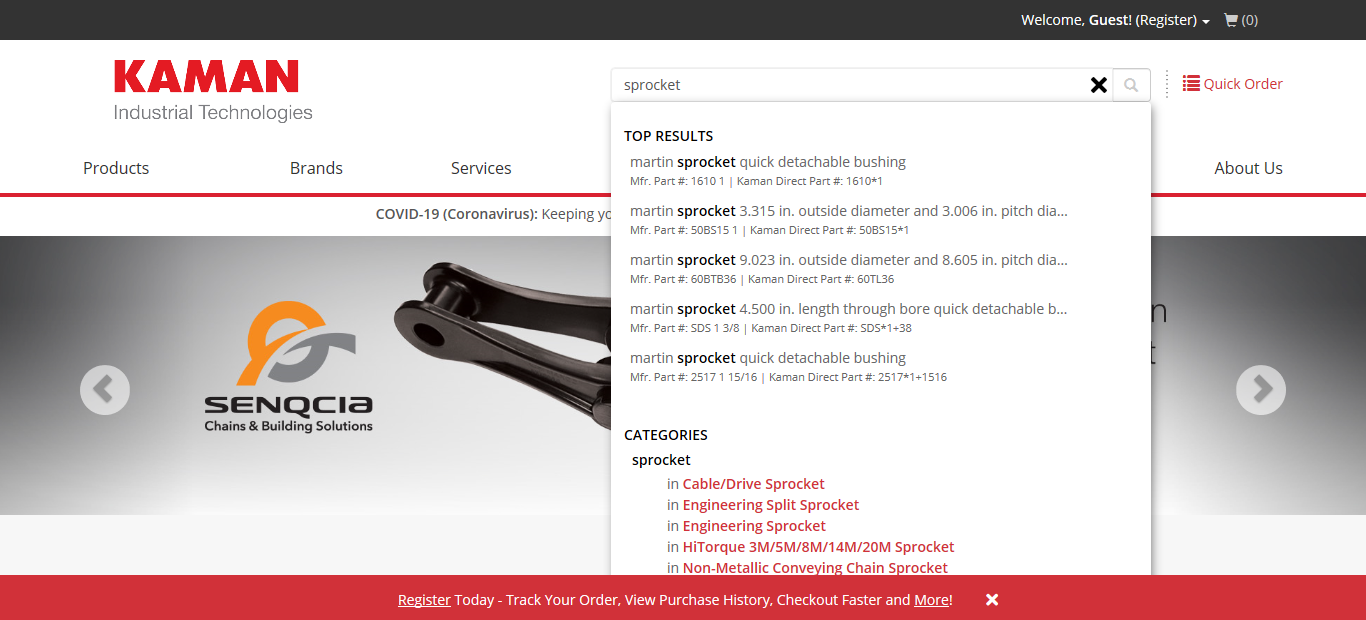 Welcome, Guest! (Register) (0)
KAMAN
Industrial Technologies
sprocket
Quick Order
Products Brands Services About Us
COVID-19 (Coronavirus): Keeping
TOP RESULTS
martin sprocket quick detachable bushing
Mfr. Part #: 1610 1 | Kaman Direct Part #: 1610*1
martin sprocket 3.315 in. outside diameter and 3.006 in. pitch dia...
Mfr. Part #: 50BS15 1 | Kaman Direct Part #: 50BS15*1
martin sprocket 9.023 in. outside diameter and 8.605 in. pitch dia...
Mfr. Part #: 60BTB36 | Kaman Direct Part #: 60TL36
martin sprocket 4.500 in. length through bore quick detachable b...
Mfr. Part #: SDS 1 3/8 | Kaman Direct Part #: SDS*1+38
martin sprocket quick detachable bushing
Mfr. Part #: 2517 1 15/16 | Kaman Direct Part #: 2517*1+1516
SENQCIA
Chains & Building Solutions
CATEGORIES
sprocket
in Cable/Drive Sprocket
in Engineering Split Sprocket
in Engineering Sprocket
in HiTorque 3M/5M/8M/14M/20M Sprocket
in Non-Metallic Conveying Chain Sprocket
Register Today - Track Your Order, View Purchase History, Checkout Faster and More!